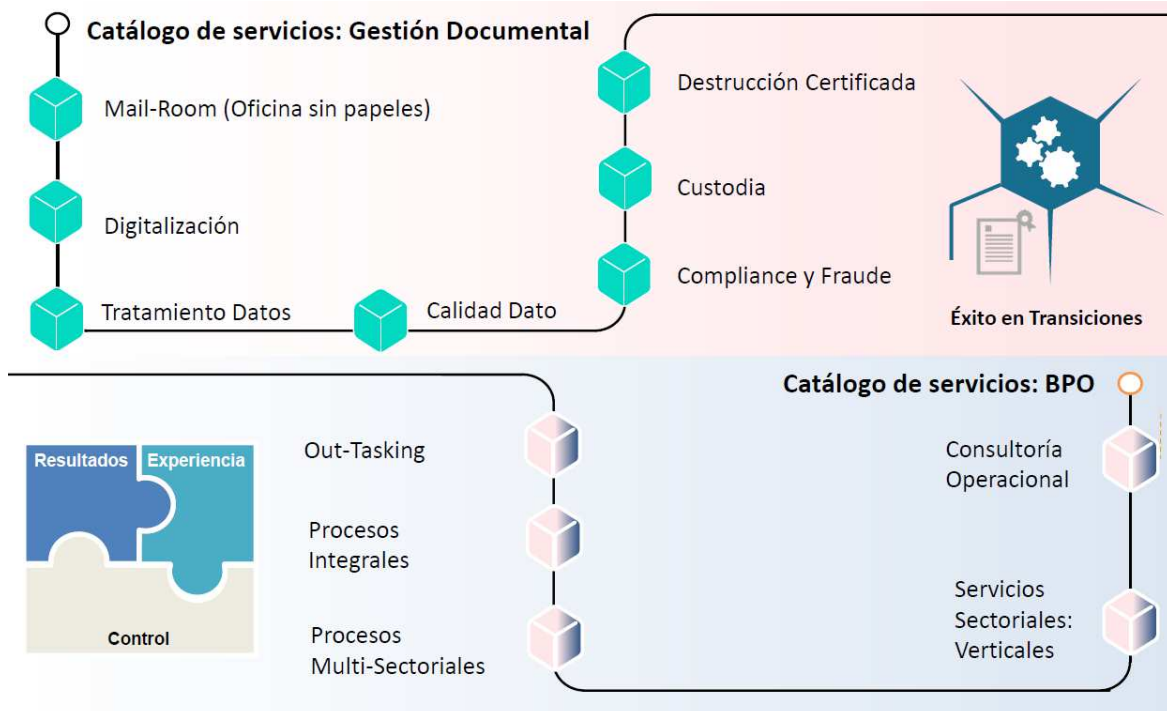 Catálogo de servicios: Gestión Documental
Mail-Room (Oficina sin papeles)
Digitalización
Tratamiento Datos
Calidad Dato
Compliance y Fraude
Custodia
Destrucción Certificada
Éxito en Transiciones
Catálogo de servicios: BPO
Consultoría
Operacional
Servicios
Sectoriales:
Verticales
Procesos
Multi-Sectoriales
Procesos
Integrales
Out-Tasking
Resultados
Experiencia
Control